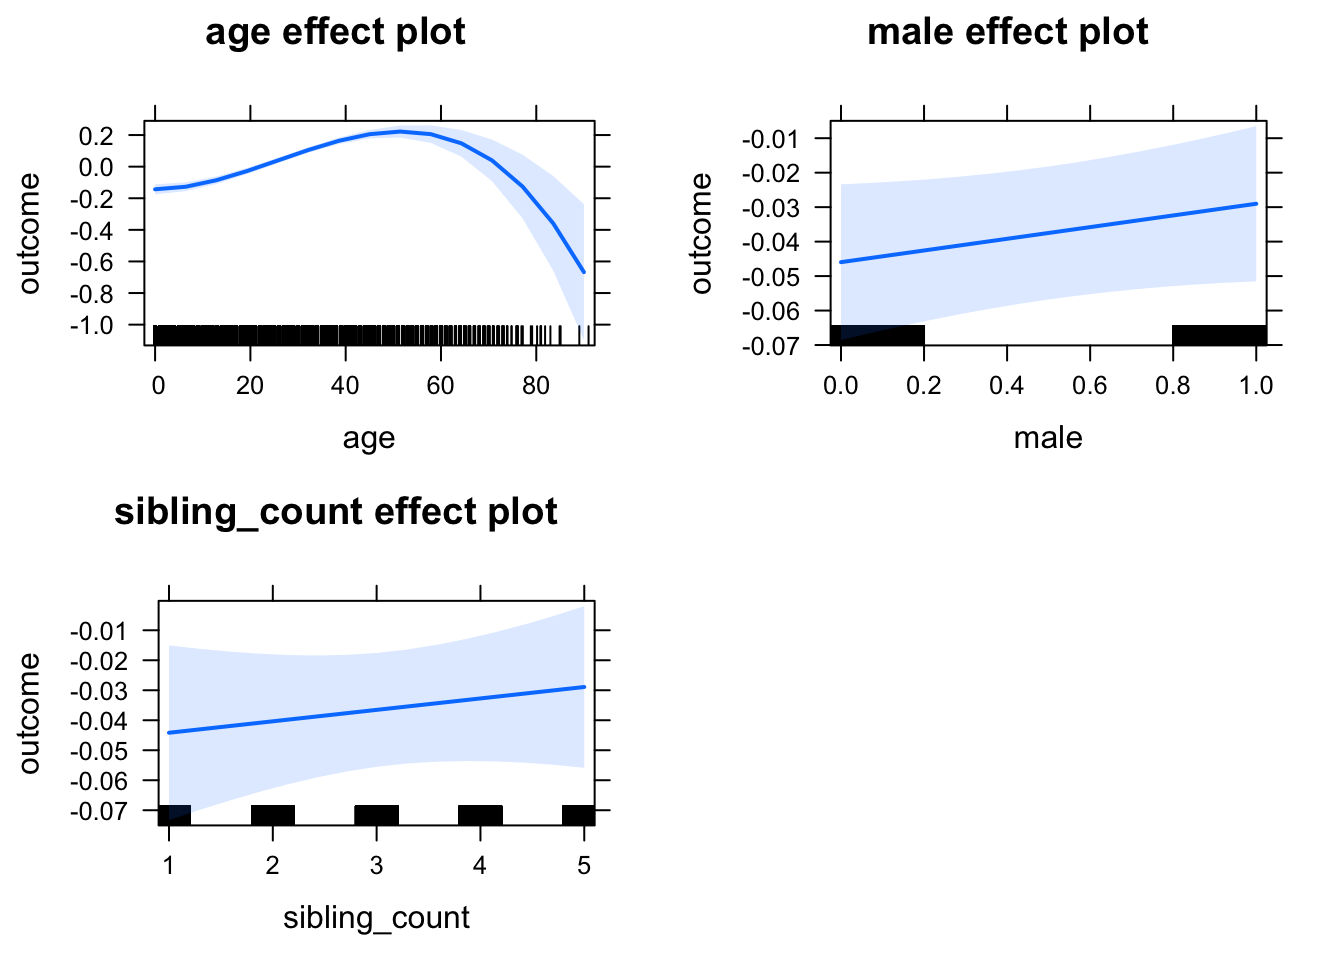 age effect plot
outcome
0.2
0.0
-0.2
-0.4
-0.6
-0.8
-1.0
0 20 40 60 80
age
male effect plot
outcome
-0.01
-0.02
-0.03
-0.04
-0.05
-0.06
-0.07
0.0 0.2 0.4 0.6 0.8 1.0
male
sibling_count effect plot
outcome
-0.01
-0.02
-0.03
-0.04
-0.05
-0.06
-0.07
1 2 3 4 5
sibling_count